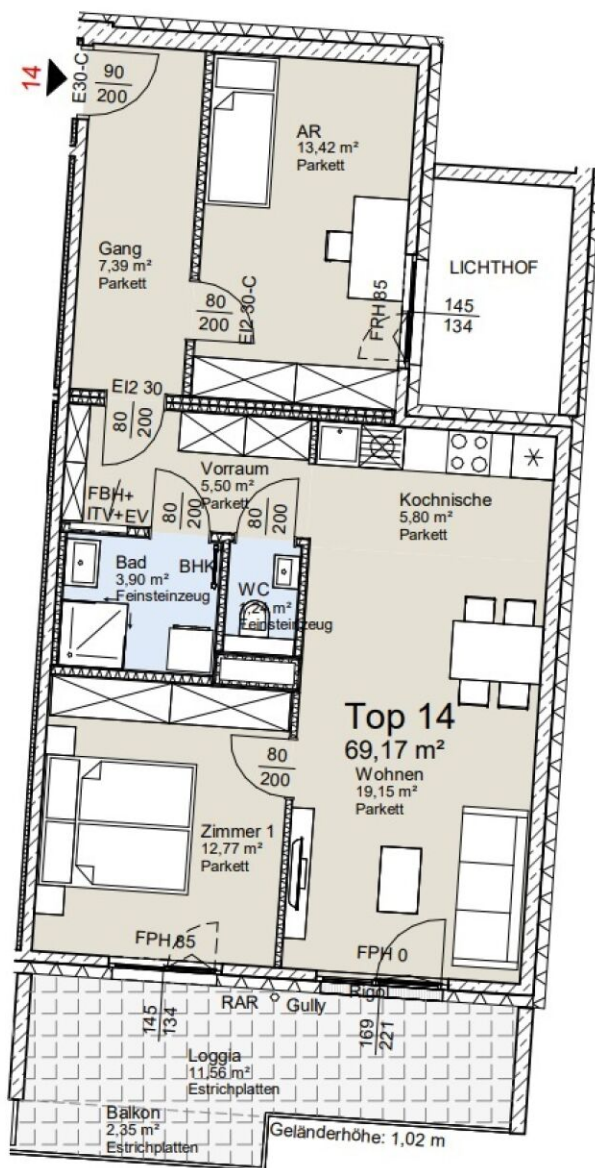 14
E30-C
90
200
AR
13,42 m²
Parkett
Gang
7,39 m²
Parkett
LICHTHOF
145
134
FRH 85
80
200
EI2 30-C
EI2 30
80
200
Vorraum
5,50 m²
Parkett
Kochnische
5,80 m²
Parkett
FBH+
ITV+EV
80
200
80
200
Bad
3,90 m²
Feinsteinzeug
BHK
WC
1,24 m²
Feinsteinzeug
Top 14
69,17 m²
Wohnen
19,15 m²
Parkett
80
200
Zimmer 1
12,77 m²
Parkett
FPH 85
FPH 0
145
134
RAR
Gully
Rigol
169
221
Loggia
11,56 m²
Estrichplatten
Balkon
2,35 m²
Estrichplatten
Geländerhöhe: 1,02 m